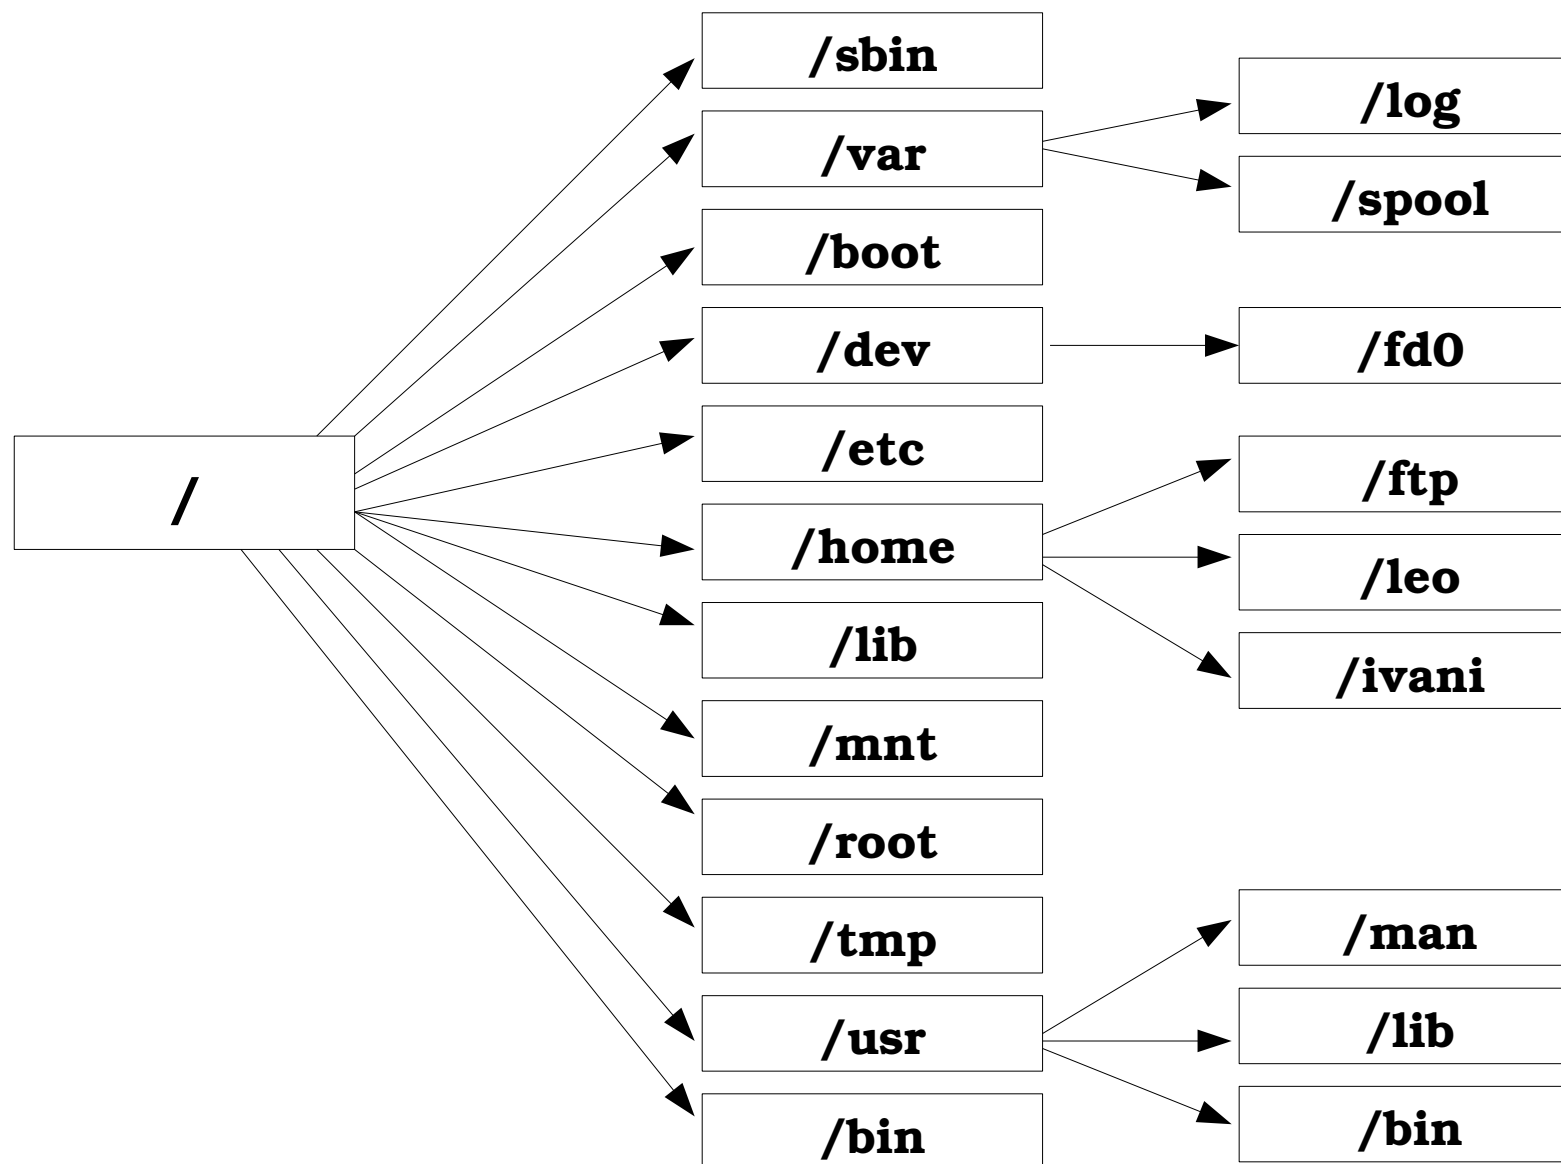 /
/sbin
/var
/boot
/dev
/etc
/home
/lib
/mnt
/root
/tmp
/usr
/bin
/log
/spool
/fd0
/ftp
/leo
/ivani
/man
/lib
/bin